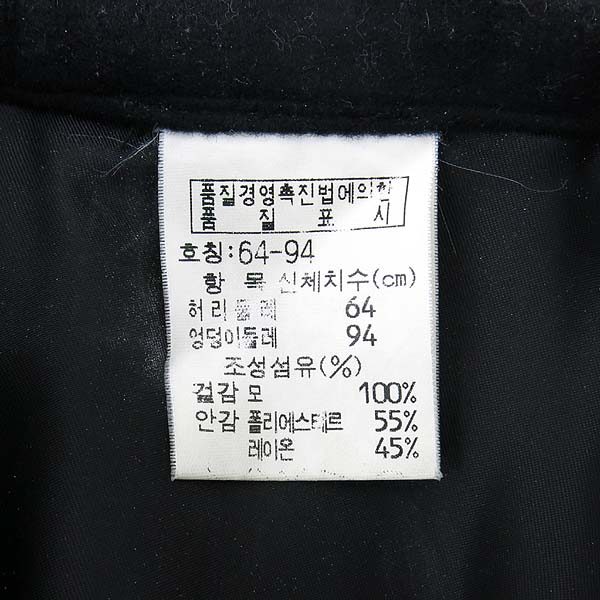 품질경영촉진법에의한
품 질 표 시
호칭:64-94
항 목 신체치수(cm)
허리둘레 64
엉덩이둘레 94
조성섬유(%)
겉감 모 100%
안감 폴리에스테르 55%
레이온 45%